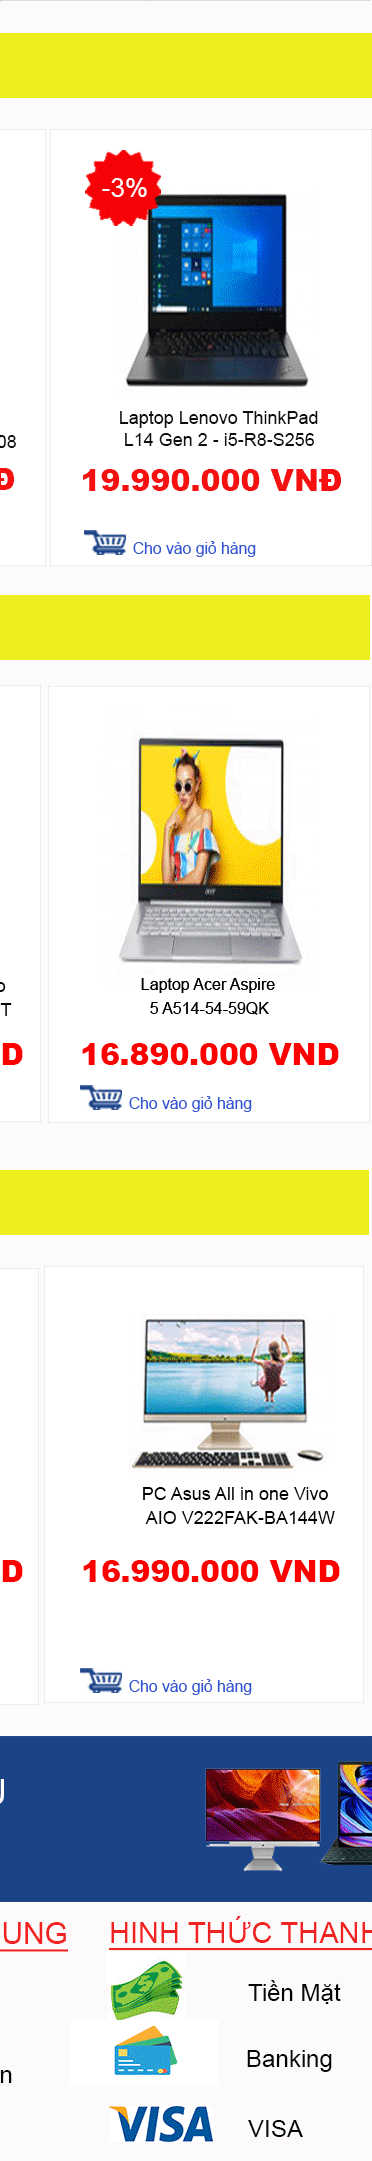 -3%
Laptop Lenovo ThinkPad
L14 Gen 2 - i5-R8-S256
08
Đ
19.990.000 VNĐ
Cho vào giỏ hàng
acer
Laptop Acer Aspire
5 A514-54-59QK
T
D
16.890.000 VND
Cho vào giỏ hàng
PC Asus All in one Vivo
AIO V222FAK-BA144W
D
16.990.000 VND
Cho vào giỏ hàng
U
UNG
HINH THỨC THANH
Tiền Mặt
n
Banking
VISA
VISA